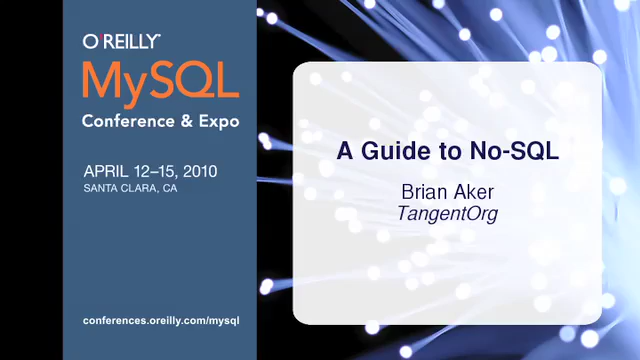 O'REILLY
MySQL
Conference & Expo
APRIL 12–15, 2010
SANTA CLARA, CA
conferences.oreilly.com/mysql
A Guide to No-SQL
Brian Aker
TangentOrg